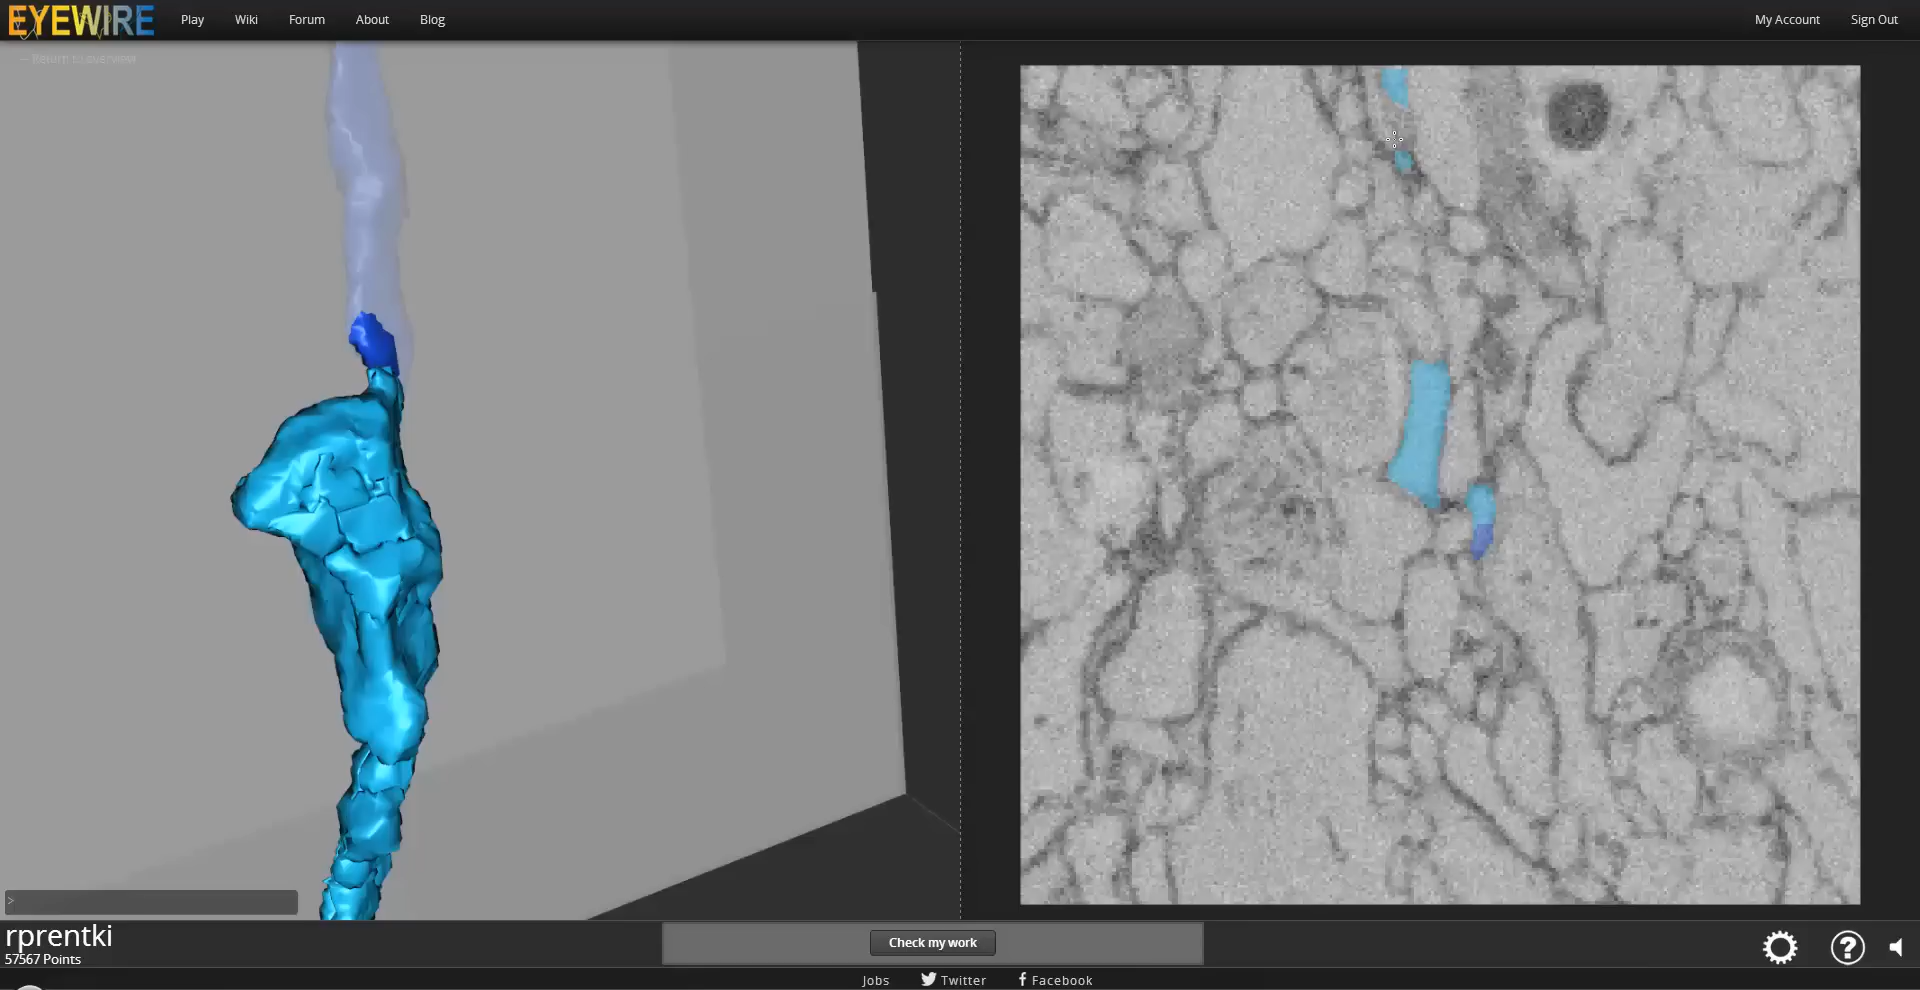 EYEWIRE Play Wiki Forum About Blog My Account Sign Out
>
rprentki
57567 Points
Check my work
Jobs Twitter Facebook